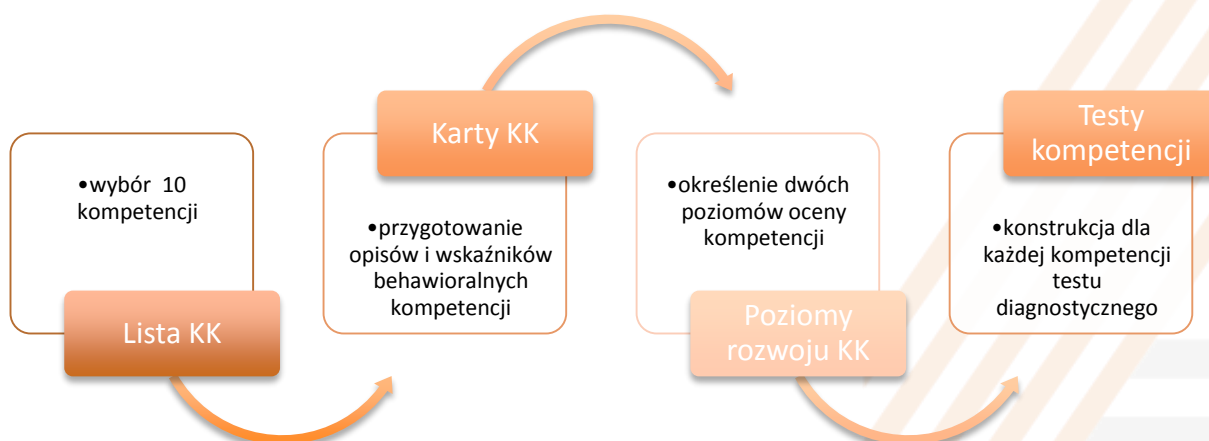 •wybór 10
kompetencji
Lista KK
Karty KK
•przygotowanie
opisów i wskaźników
behawioralnych
kompetencji
•określenie dwóch
poziomów oceny
kompetencji
Poziomy
rozwoju KK
Testy
kompetencji
•konstrukcja dla
każdej kompetencji
testu
diagnostycznego